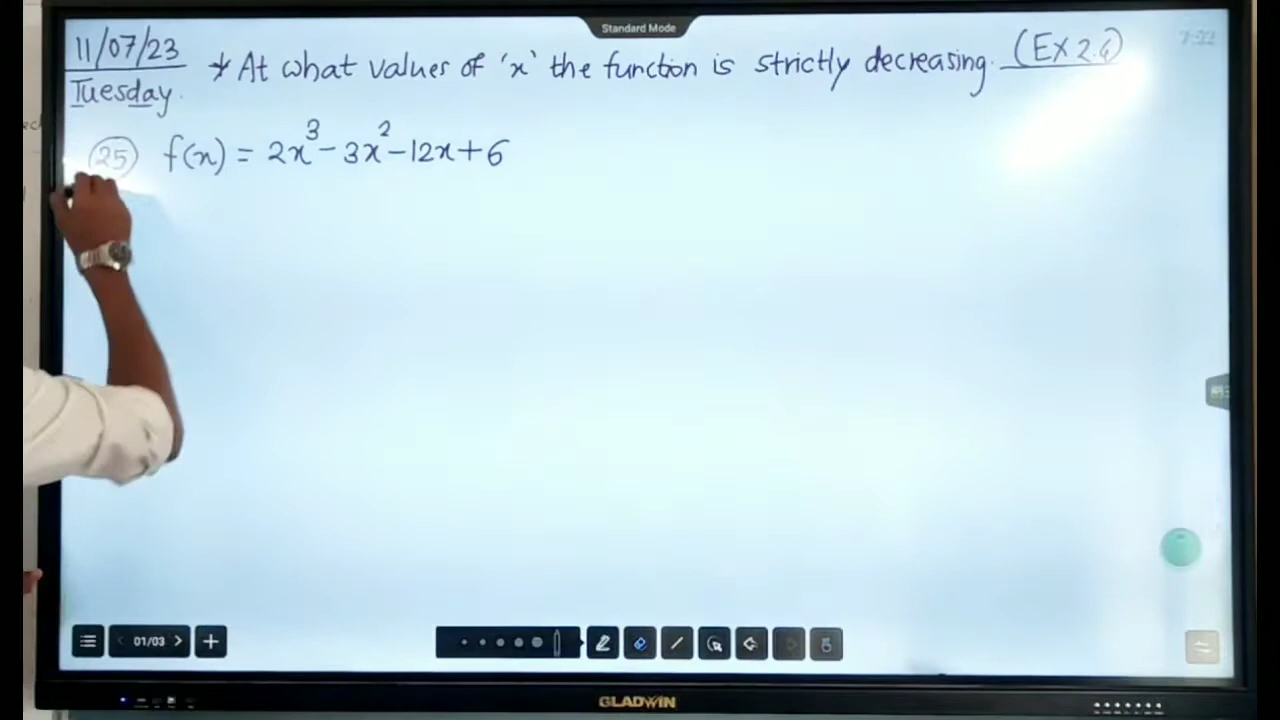 Standard Mode
11/07/23
Tuesday.
* At what values of 'x' the function is strictly decreasing. (Ex 2.6)
25 f(x) = 2x³ - 3x² - 12x + 6
01/03
GLADWIN